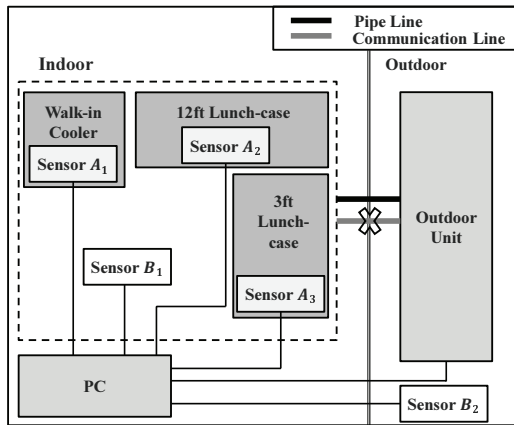 Pipe Line
Communication Line
Indoor
Outdoor
Walk-in
Cooler
Sensor A₁
12ft Lunch-case
Sensor A₂
3ft
Lunch-
case
Sensor A₃
Sensor B₁
Outdoor
Unit
PC
Sensor B₂